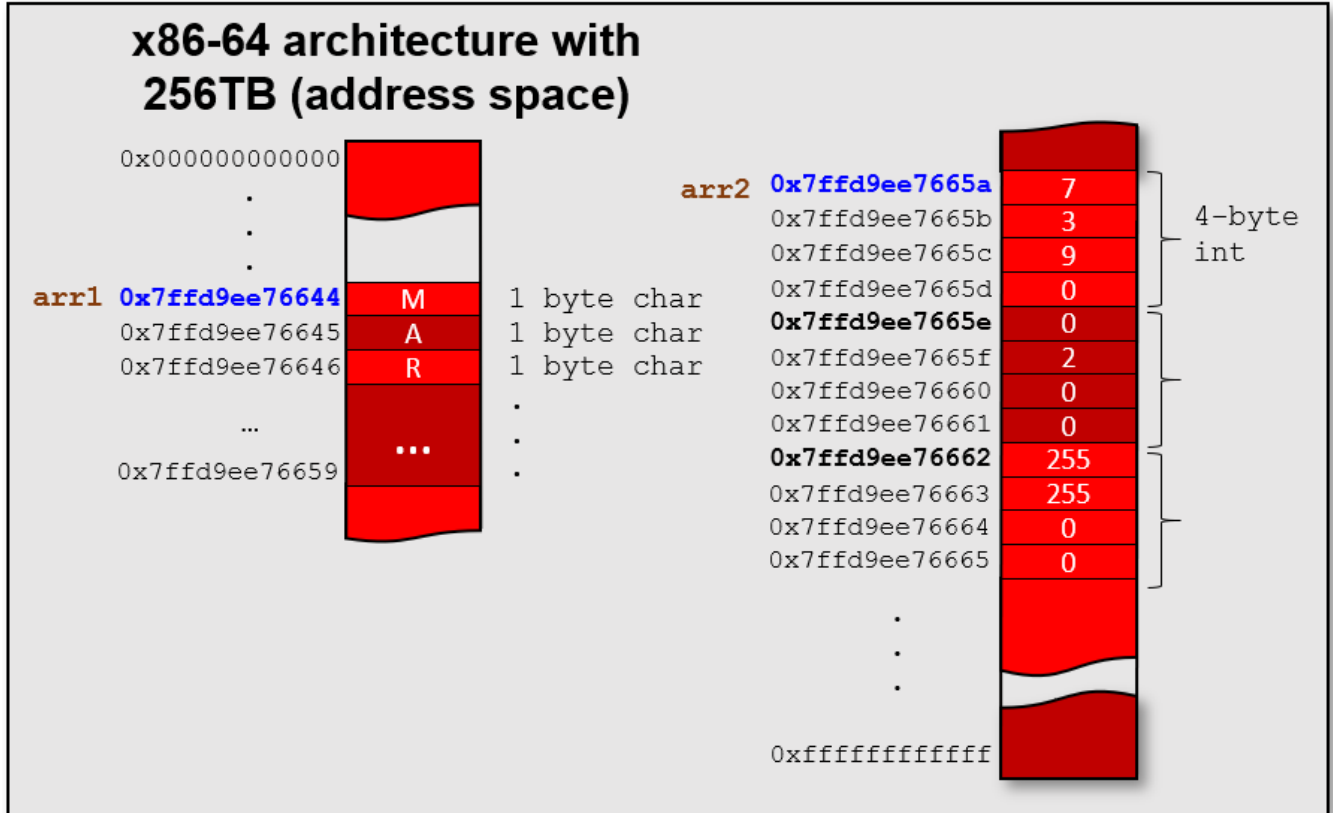 x86-64 architecture with
256TB (address space)
0x000000000000
.
.
.
arr1 0x7ffd9ee76644 M 1 byte char
0x7ffd9ee76645 A 1 byte char
0x7ffd9ee76646 R 1 byte char
.
… ... .
0x7ffd9ee76659 .
arr2 0x7ffd9ee7665a 7
0x7ffd9ee7665b 3 4-byte
0x7ffd9ee7665c 9 int
0x7ffd9ee7665d 0
0x7ffd9ee7665e 0
0x7ffd9ee7665f 2
0x7ffd9ee76660 0
0x7ffd9ee76661 0
0x7ffd9ee76662 255
0x7ffd9ee76663 255
0x7ffd9ee76664 0
0x7ffd9ee76665 0
.
.
.
0xffffffffffff